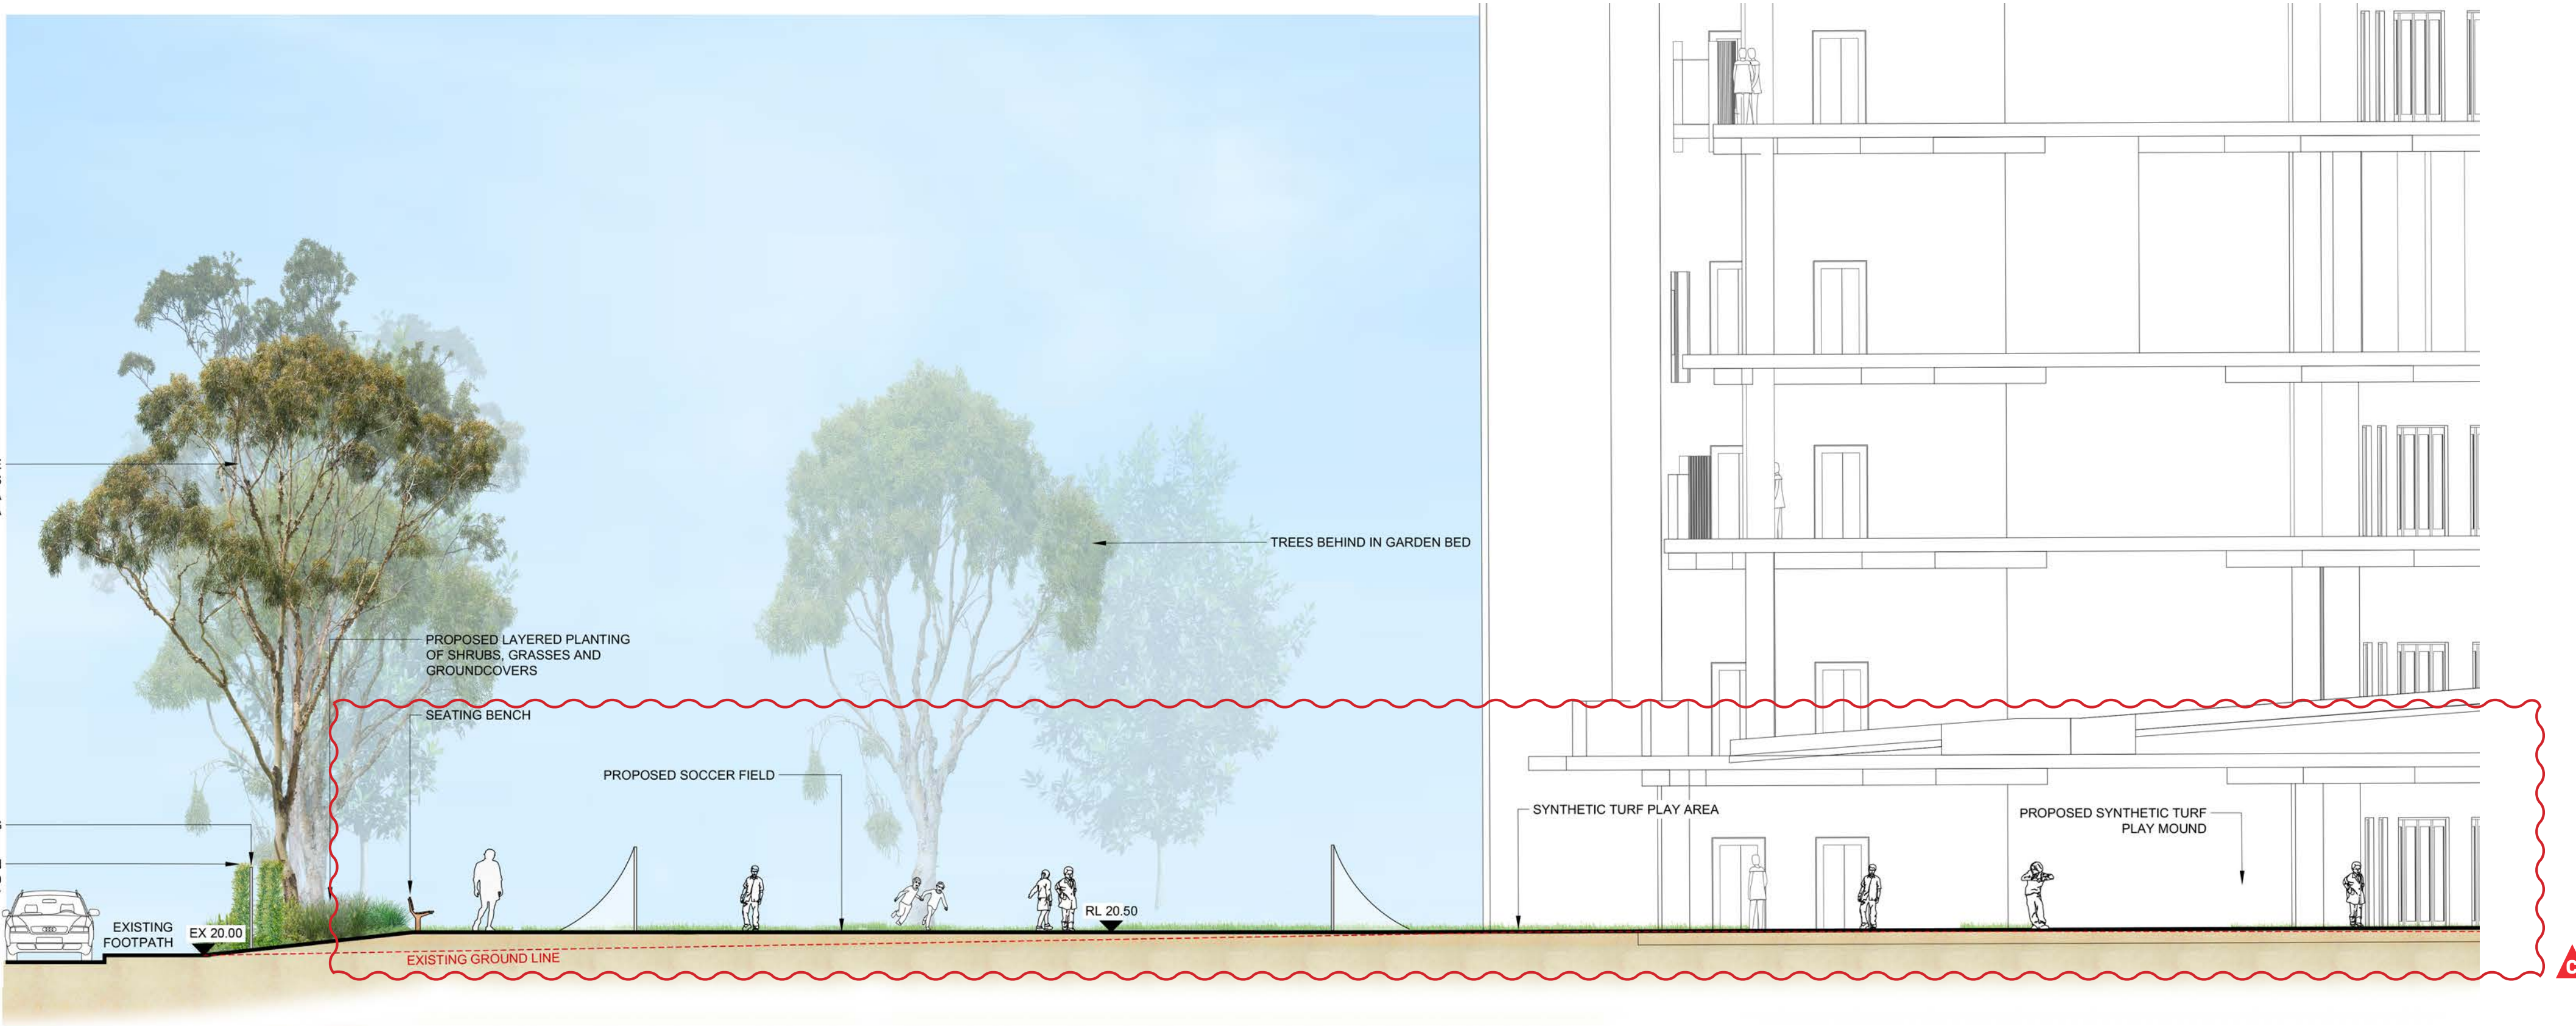 TREES BEHIND IN GARDEN BED
PROPOSED LAYERED PLANTING
OF SHRUBS, GRASSES AND
GROUNDCOVERS
SEATING BENCH
PROPOSED SOCCER FIELD
SYNTHETIC TURF PLAY AREA
PROPOSED SYNTHETIC TURF
PLAY MOUND
RL 20.50
EXISTING
FOOTPATH
EX 20.00
EXISTING GROUND LINE
C